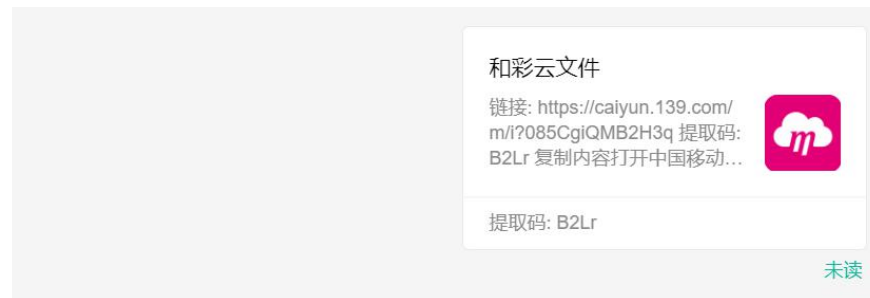 和彩云文件
链接: https://caiyun.139.com/
m/i?085CgiQMB2H3q 提取码:
B2Lr 复制内容打开中国移动…
m
提取码: B2Lr
未读